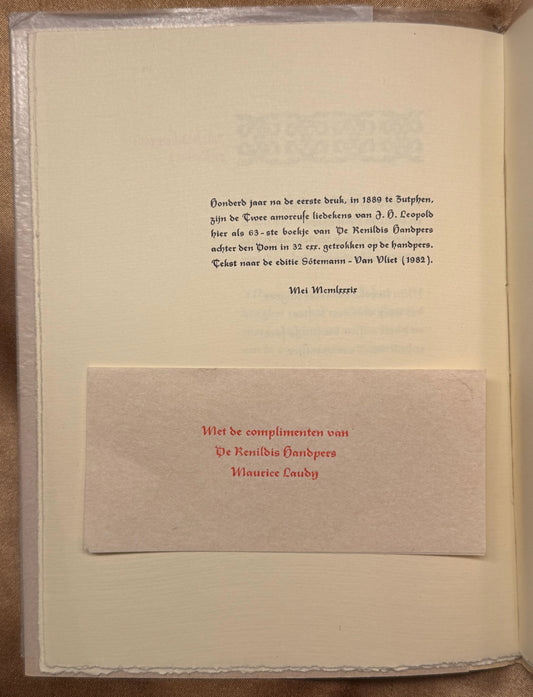 Honderd jaar na de eerste druk, in 1889 te Zutphen,
zijn de Twee amoreuse liedekens van J. H. Leopold
hier als 63-ste boekje van De Renildis Handpers
achter den Dom in 32 exx. getrokken op de handpers.
Tekst naar de editie Sötemann - Van Vliet (1982).
Mei Mcmlxxxix
Met de complimenten van
De Renildis Handpers
Maurice Laudy